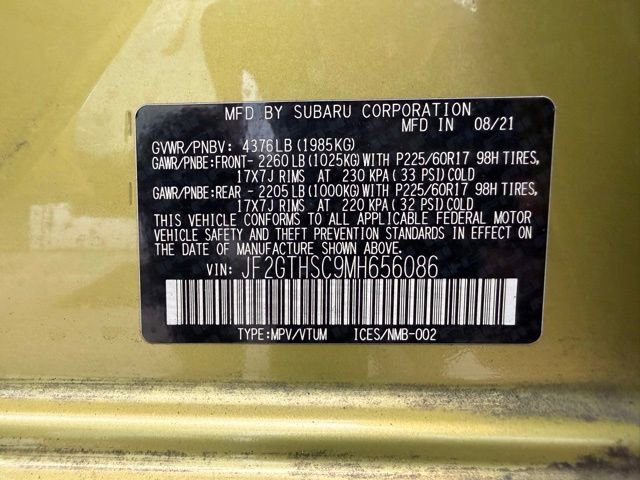 MFD BY SUBARU CORPORATION
MFD IN 08/21
GVWR/PNBV: 4376LB (1985KG)
GAWR/PNBE:FRONT- 2260LB(1025KG)WITH P225/60R17 98H TIRES,
17X7J RIMS AT 230 KPA( 33 PSI)COLD
GAWR/PNBE:REAR - 2205LB(1000KG)WITH P225/60R17 98H TIRES,
17X7J RIMS AT 220 KPA( 32 PSI)COLD
THIS VEHICLE CONFORMS TO ALL APPLICABLE FEDERAL MOTOR
VEHICLE SAFETY AND THEFT PREVENTION STANDARDS IN EFFECT ON
THE DATE OF MANUFACTURE SHOWN ABOVE.
VIN: JF2GTHSC9MH656086
TYPE:MPV/VTUM ICES/NMB-002